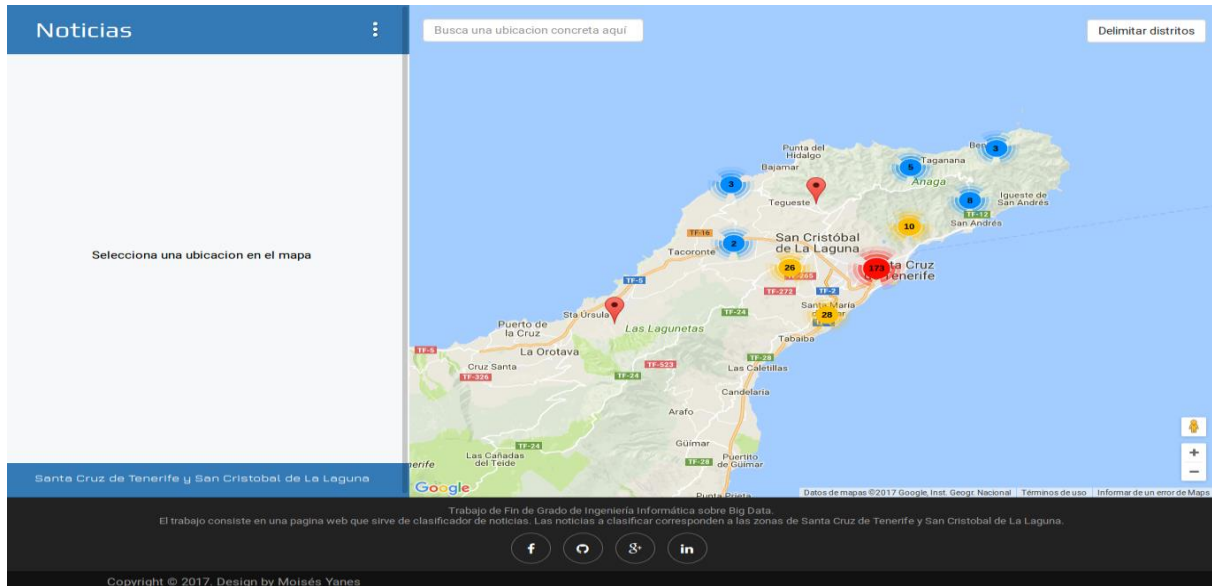 Noticias
Busca una ubicacion concreta aquí
Delimitar distritos
Selecciona una ubicacion en el mapa
Santa Cruz de Tenerife y San Cristobal de La Laguna
Punta del
Hidalgo
Bajamar
3
5
Taganana
Anaga
3
Tegueste
8
Igueste de
San Andrés
TF-12
San Andrés
10
TF-16
Tacoronte
2
San Cristóbal
de La Laguna
26
173
Cruz
TF-5
TF-272
TF-2
Santa María
28
TF-24
Sta Úrsula
Las Lagunetas
Puerto de
la Cruz
Tabaiba
TF-5
La Orotava
TF-28
Cruz Santa
TF-523
Las Caletillas
TF-326
TF-24
Candelaria
Arafo
Güímar
TF-24
Las Cañadas
del Teide
TF-28
Puertito
de Güímar
Google
Punta Prieta
Datos de mapas ©2017 Google, Inst. Geogr. Nacional
Términos de uso
Informar de un error de Maps
Trabajo de Fin de Grado de Ingeniería Informática sobre Big Data.
El trabajo consiste en una pagina web que sirve de clasificador de noticias. Las noticias a clasificar corresponden a las zonas de Santa Cruz de Tenerife y San Cristobal de La Laguna.
Copyright © 2017. Design by Moisés Yanes